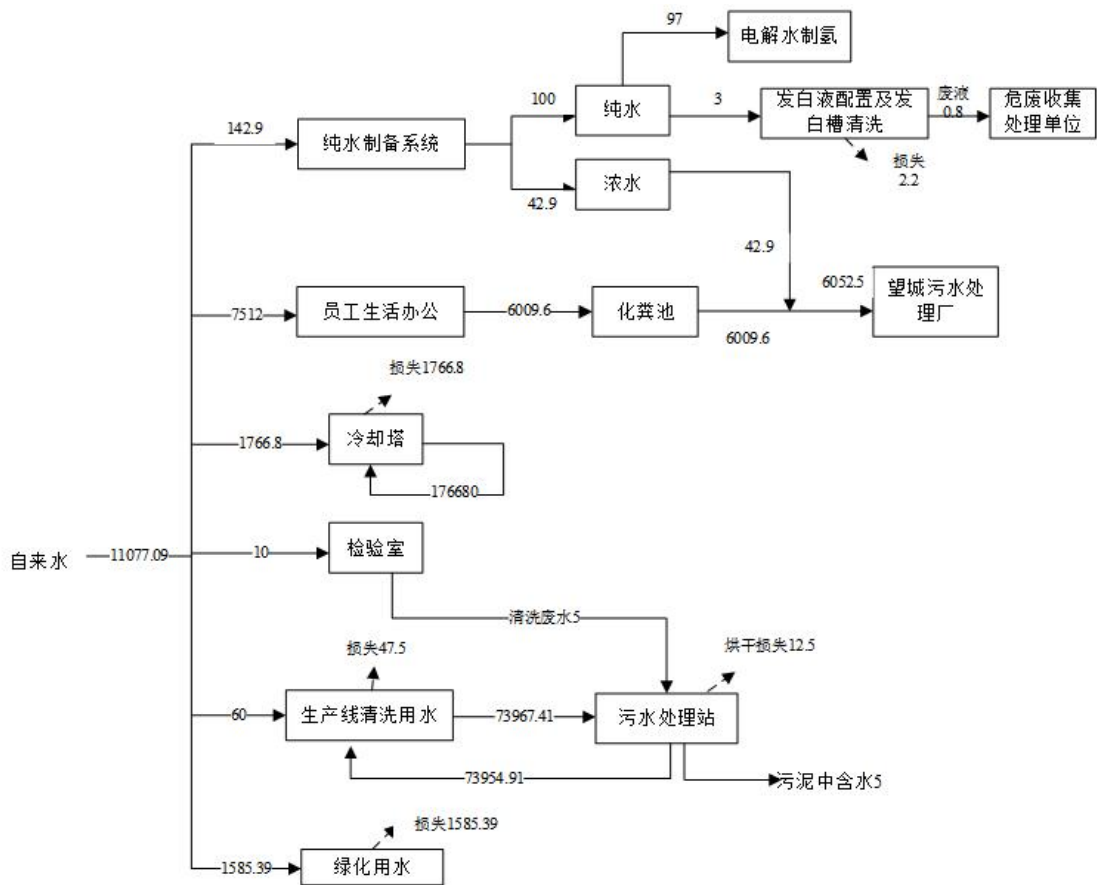 97
电解水制氢
142.9
纯水制备系统
100
纯水
3
发白液配置及发
白槽清洗
废液
0.8
危废收集
处理单位
损失
2.2
42.9
浓水
42.9
7512
员工生活办公
6009.6
化粪池
6009.6
6052.5
望城污水处
理厂
损失1766.8
1766.8
冷却塔
176680
自来水
11077.09
10
检验室
清洗废水5
损失47.5
烘干损失12.5
60
生产线清洗用水
73967.41
污水处理站
73954.91
污泥中含水5
损失1585.39
1585.39
绿化用水